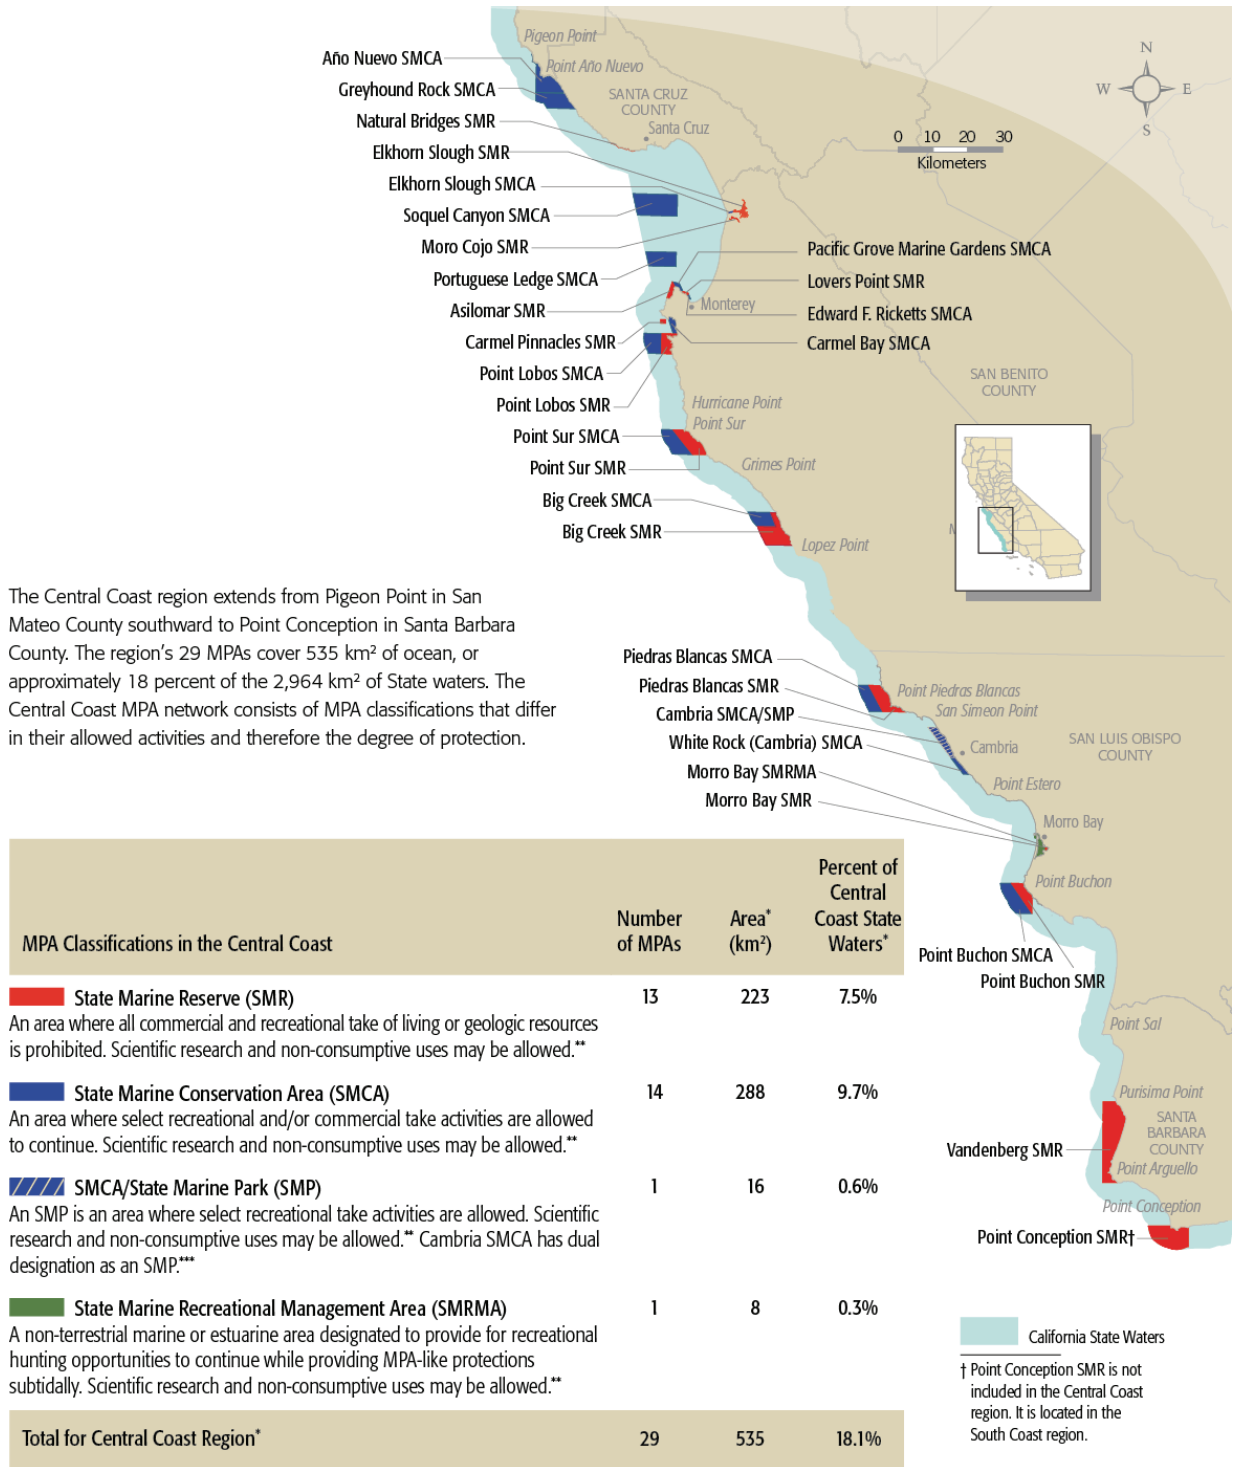 Pigeon Point
Año Nuevo SMCA
Point Año Nuevo
Greyhound Rock SMCA
SANTA CRUZ
COUNTY
Natural Bridges SMR
Santa Cruz
Elkhorn Slough SMR
Elkhorn Slough SMCA
Soquel Canyon SMCA
Moro Cojo SMR
Portuguese Ledge SMCA
Asilomar SMR
Carmel Pinnacles SMR
Point Lobos SMCA
Point Lobos SMR
Point Sur SMCA
Point Sur SMR
Big Creek SMCA
Big Creek SMR
N
W
E
S
0 10 20 30
Kilometers
Pacific Grove Marine Gardens SMCA
Lovers Point SMR
Monterey
Edward F. Ricketts SMCA
Carmel Bay SMCA
SAN BENITO
COUNTY
Hurricane Point
Point Sur
Grimes Point
Lopez Point
The Central Coast region extends from Pigeon Point in San
Mateo County southward to Point Conception in Santa Barbara
County. The region's 29 MPAs cover 535 km² of ocean, or
approximately 18 percent of the 2,964 km² of State waters. The
Central Coast MPA network consists of MPA classifications that differ
in their allowed activities and therefore the degree of protection.
Piedras Blancas SMCA
Piedras Blancas SMR
Cambria SMCA/SMP
White Rock (Cambria) SMCA
Morro Bay SMRMA
Morro Bay SMR
Point Piedras Blancas
San Simeon Point
Cambria
SAN LUIS OBISPO
COUNTY
Point Estero
Morro Bay
Point Buchon
Point Buchon SMCA
Point Buchon SMR
Point Sal
Purisima Point
SANTA
BARBARA
COUNTY
Vandenberg SMR
Point Arguello
Point Conception
Point Conception SMR†
MPA Classifications in the Central Coast
Number
of MPAs
Area*
(km²)
Percent of
Central
Coast State
Waters*
State Marine Reserve (SMR) 13 223 7.5%
An area where all commercial and recreational take of living or geologic resources
is prohibited. Scientific research and non-consumptive uses may be allowed.**
State Marine Conservation Area (SMCA) 14 288 9.7%
An area where select recreational and/or commercial take activities are allowed
to continue. Scientific research and non-consumptive uses may be allowed.**
SMCA/State Marine Park (SMP) 1 16 0.6%
An SMP is an area where select recreational take activities are allowed. Scientific
research and non-consumptive uses may be allowed.** Cambria SMCA has dual
designation as an SMP.***
State Marine Recreational Management Area (SMRMA) 1 8 0.3%
A non-terrestrial marine or estuarine area designated to provide for recreational
hunting opportunities to continue while providing MPA-like protections
subtidally. Scientific research and non-consumptive uses may be allowed.**
Total for Central Coast Region* 29 535 18.1%
California State Waters
† Point Conception SMR is not
included in the Central Coast
region. It is located in the
South Coast region.